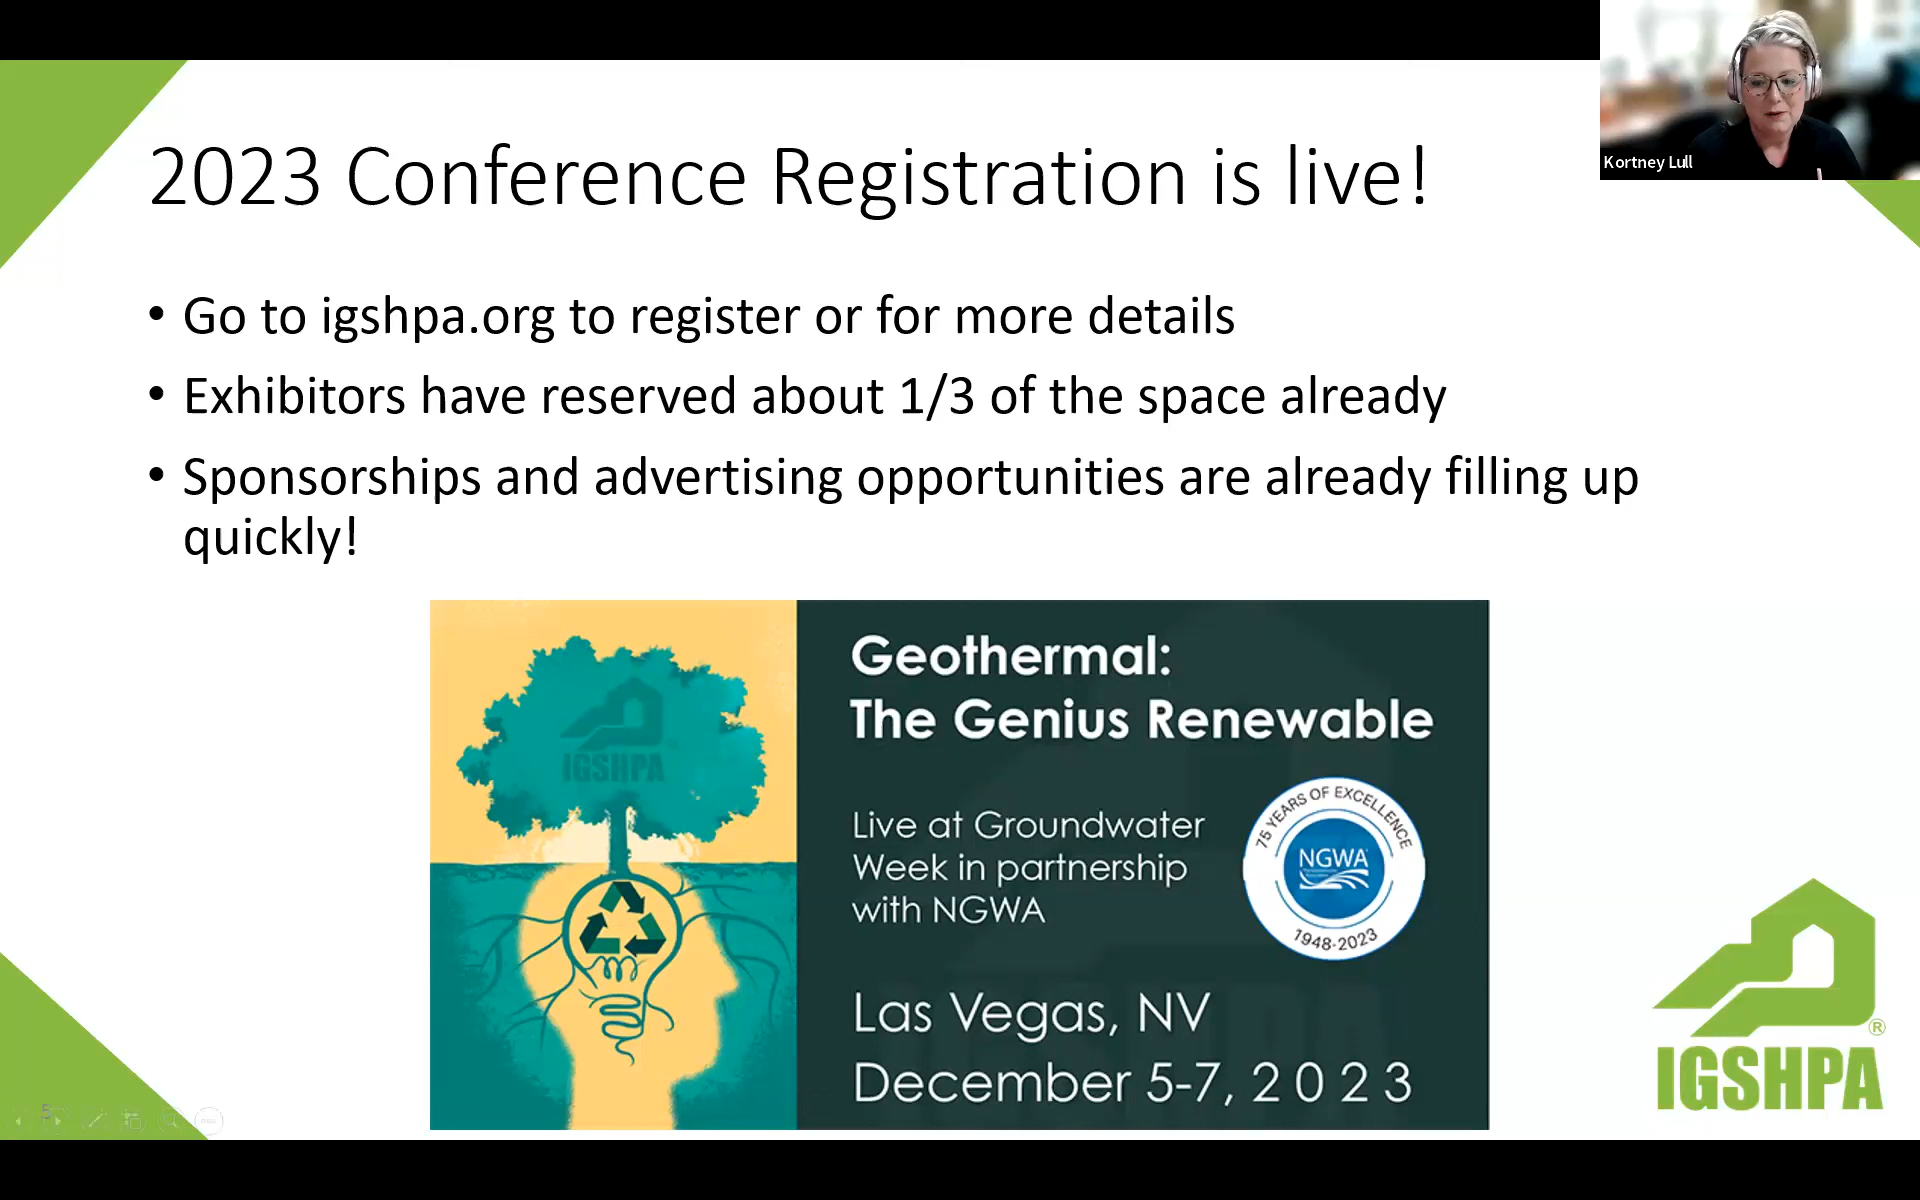 Kortney Lull
2023 Conference Registration is live!
• Go to igshpa.org to register or for more details
• Exhibitors have reserved about 1/3 of the space already
• Sponsorships and advertising opportunities are already filling up
quickly!
IGSHPA
Geothermal:
The Genius Renewable
Live at Groundwater
Week in partnership
with NGWA
75 YEARS OF EXCELLENCE
NGWA
1948-2023
Las Vegas, NV
December 5-7, 2023
®
IGSHPA
5